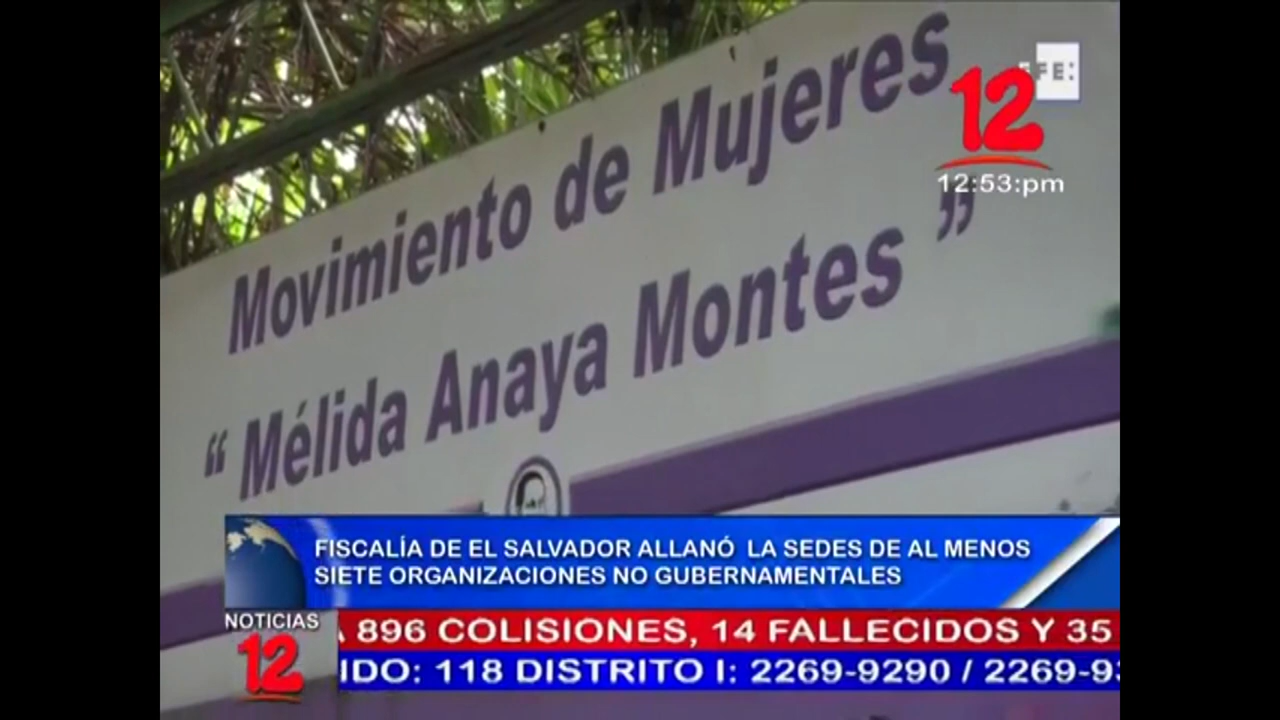 EFE:
12
12:53:pm
Movimiento de Mujeres
“ Mélida Anaya Montes ”
FISCALÍA DE EL SALVADOR ALLANÓ LA SEDES DE AL MENOS
SIETE ORGANIZACIONES NO GUBERNAMENTALES
NOTICIAS
12
896 COLISIONES, 14 FALLECIDOS Y 35
IDO: 118 DISTRITO I: 2269-9290 / 2269-93